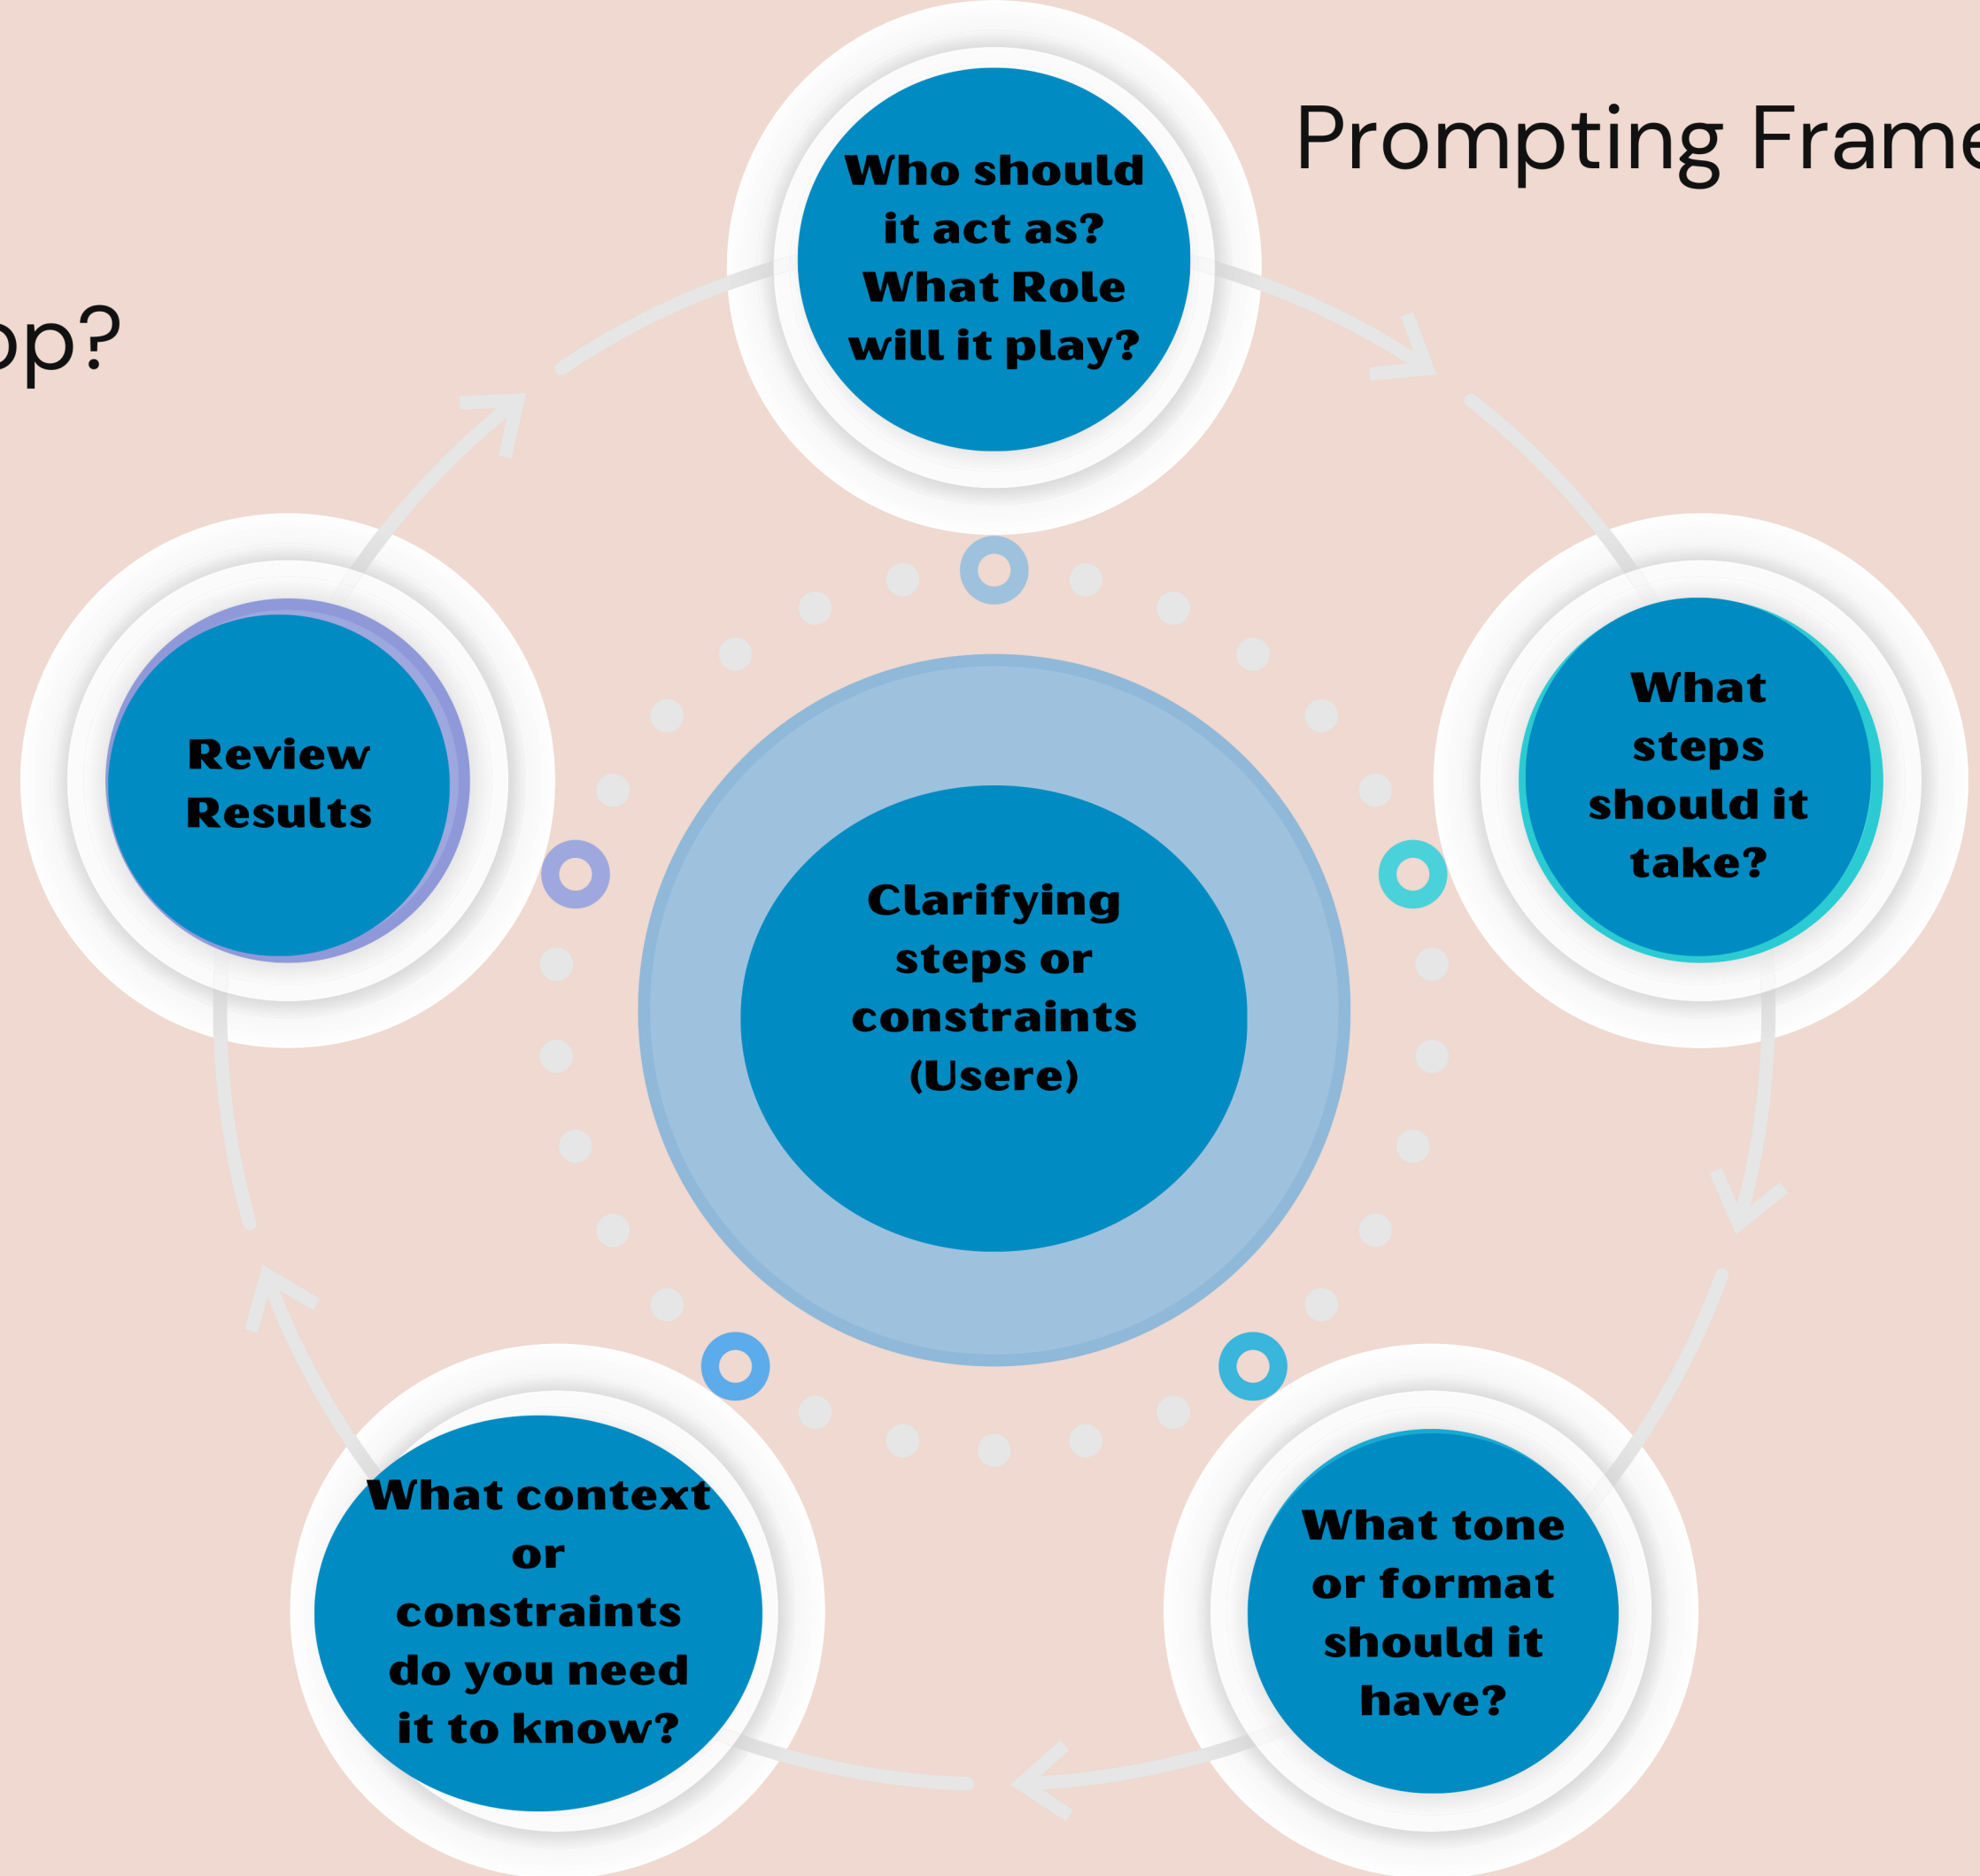 Prompting Frame
op?
Who should
it act as?
What Role
will it play?
What
steps
should it
take?
What tone
or format
should it
have?
What context
or
constraints
do you need
it to know?
Review
Results
Clarifying
steps or
constraints
(Usere)